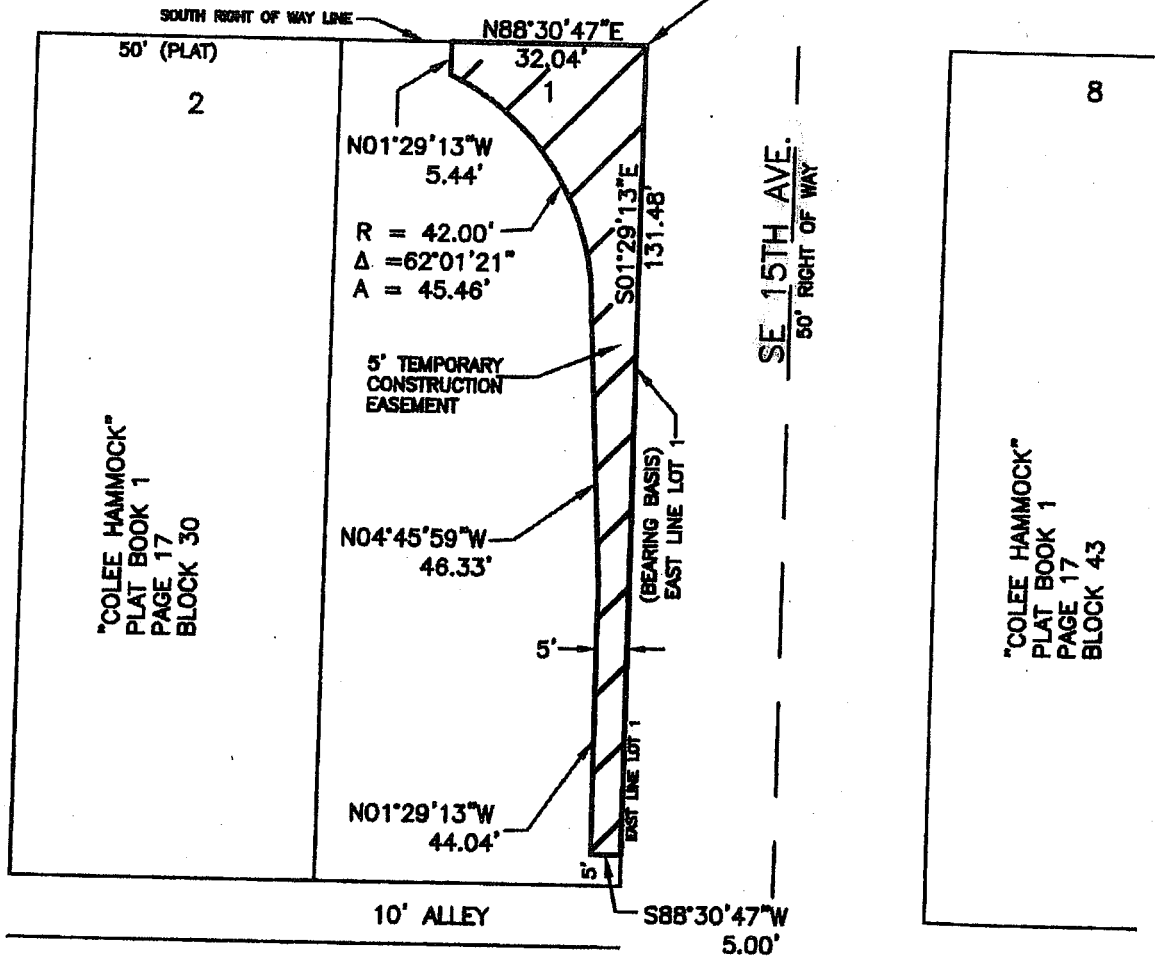 SOUTH RIGHT OF WAY LINE
N88°30'47"E
32.04'
50' (PLAT)
2
1
8
N01°29'13"W
5.44'
R = 42.00'
Δ =62°01'21"
A = 45.46'
S01°29'13"E
131.48'
SE 15TH AVE.
50' RIGHT OF WAY
5' TEMPORARY
CONSTRUCTION
EASEMENT
(BEARING BASIS)
EAST LINE LOT 1
"COLEE HAMMOCK"
PLAT BOOK 1
PAGE 17
BLOCK 30
N04°45'59"W
46.33'
"COLEE HAMMOCK"
PLAT BOOK 1
PAGE 17
BLOCK 43
5'
EAST LINE LOT 1
N01°29'13"W
44.04'
5'
10' ALLEY
S88°30'47"W
5.00'